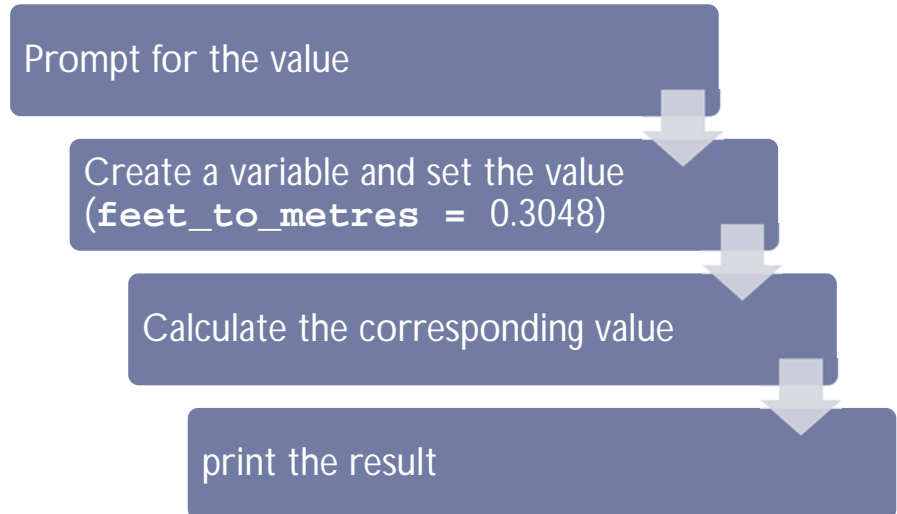 Prompt for the value
Create a variable and set the value
(feet_to_metres = 0.3048)
Calculate the corresponding value
print the result